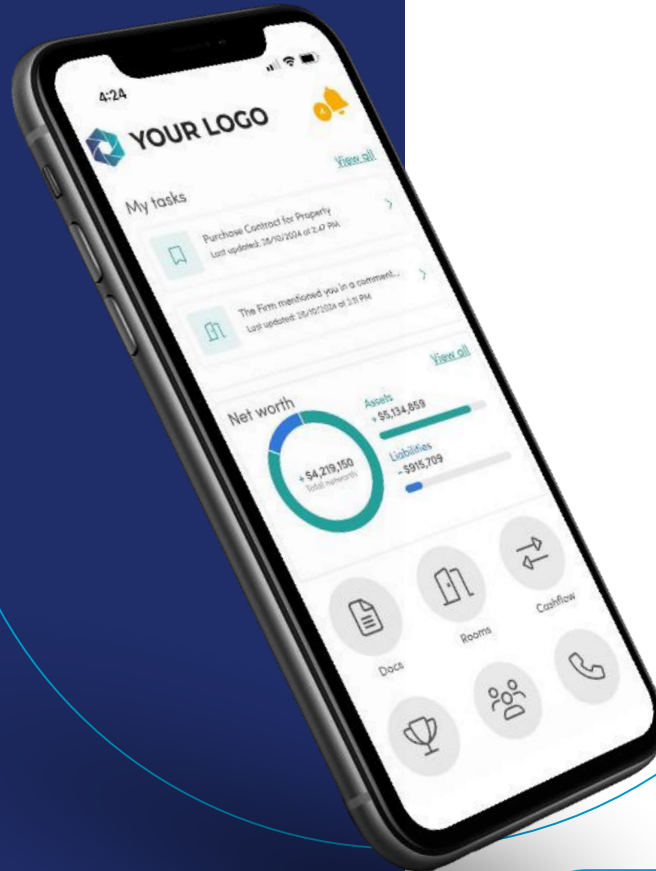 4:24
YOUR LOGO
My tasks
View all
Purchase Contract for Property
Last updated: 28/10/2024 at 2:47 PM
The Firm mentioned you in a comment...
Last updated: 28/10/2024 at 2:11 PM
Net worth
View all
Assets
+ $5,134,859
Liabilities
- $915,709
+ $4,219,150
Total networth
Docs
Rooms
Cashflow